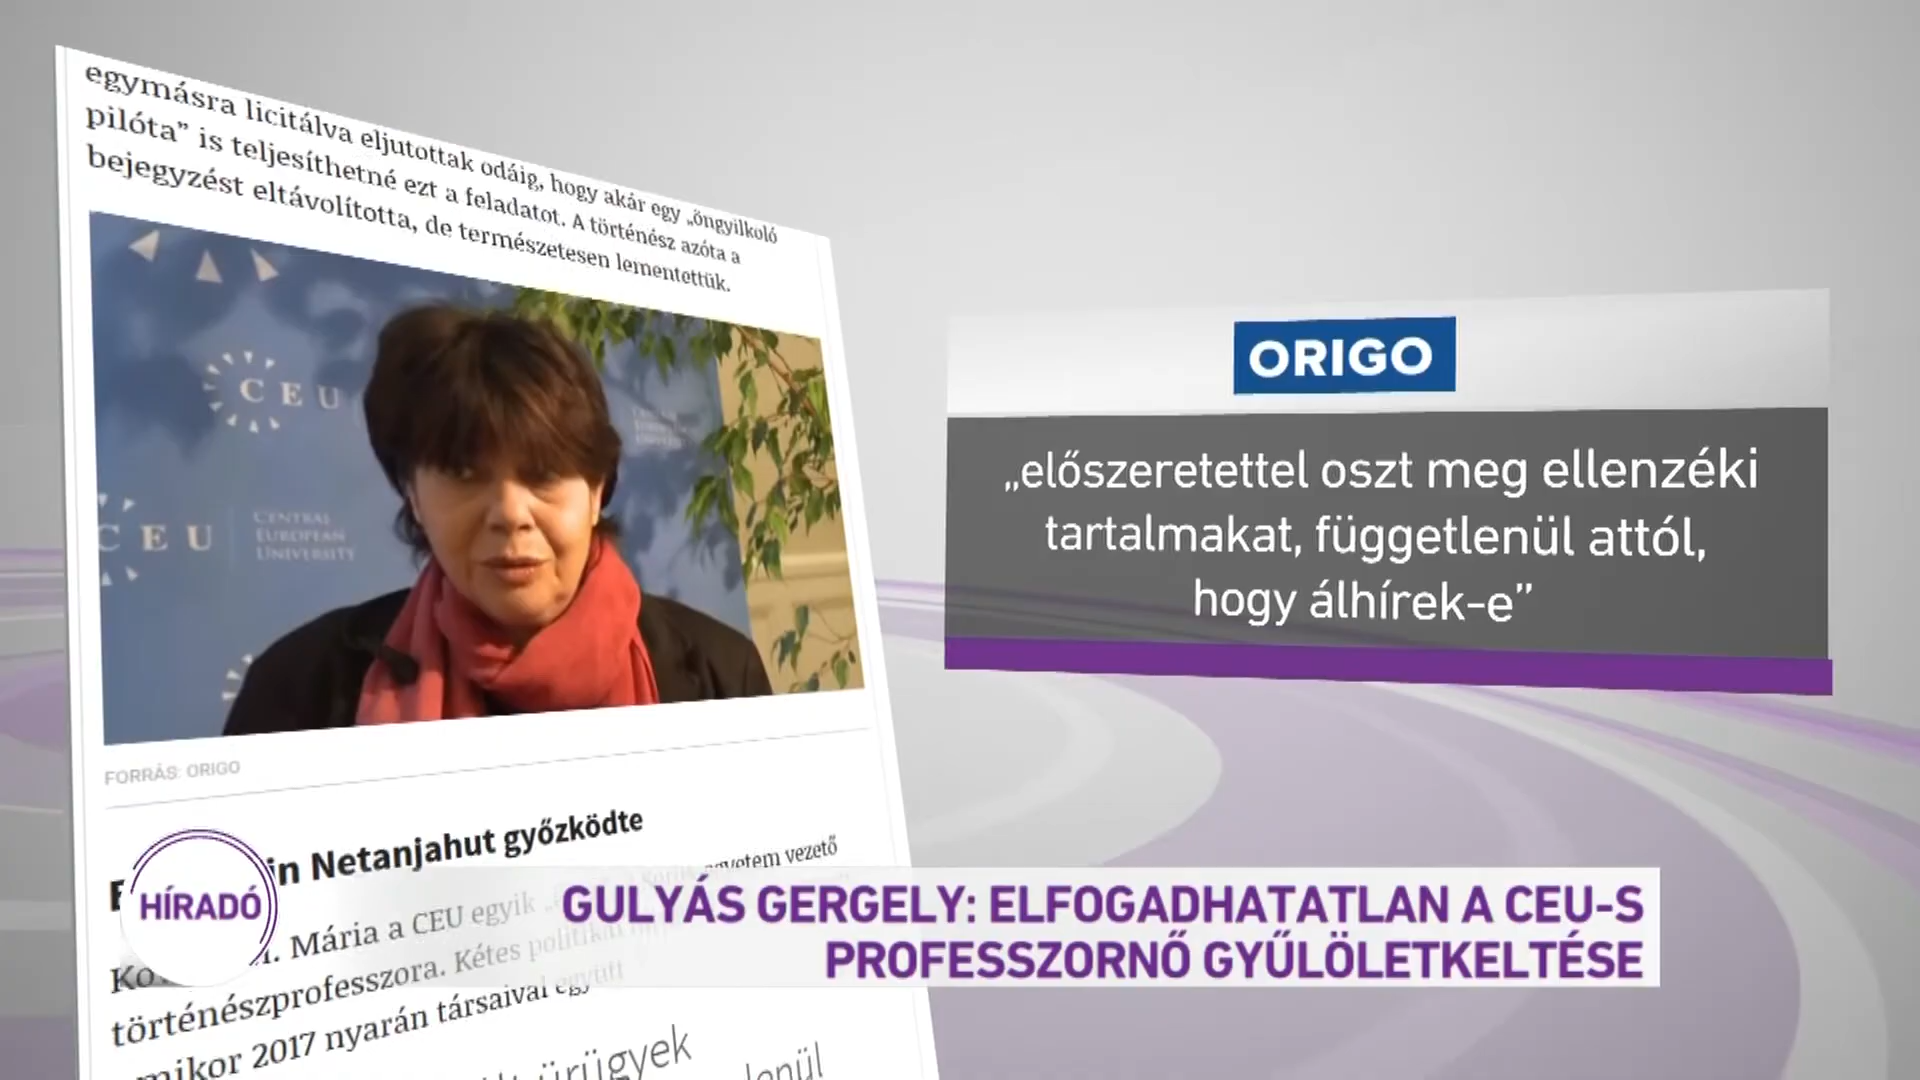 egymásra licitálva eljutottak odáig, hogy akár egy „öngyilkoló
pilóta” is teljesíthetné ezt a feladatot. A történész azóta a
bejegyzést eltávolította, de természetesen lementettük.
CEU
CEU
CENTRAL
EUROPEAN
UNIVERSITY
FORRÁS: ORIGO
in Netanjahut győzködte
egyetem vezető
Mária a CEU egyik
történészprofesszora. Kétes politikai
amikor 2017 nyarán társaival együtt
ürügyek
ORIGO
„előszeretettel oszt meg ellenzéki
tartalmakat, függetlenül attól,
hogy álhírek-e”
HÍRADÓ
GULYÁS GERGELY: ELFOGADHATATLAN A CEU-S
PROFESSZORNŐ GYŰLÖLETKELTÉSE